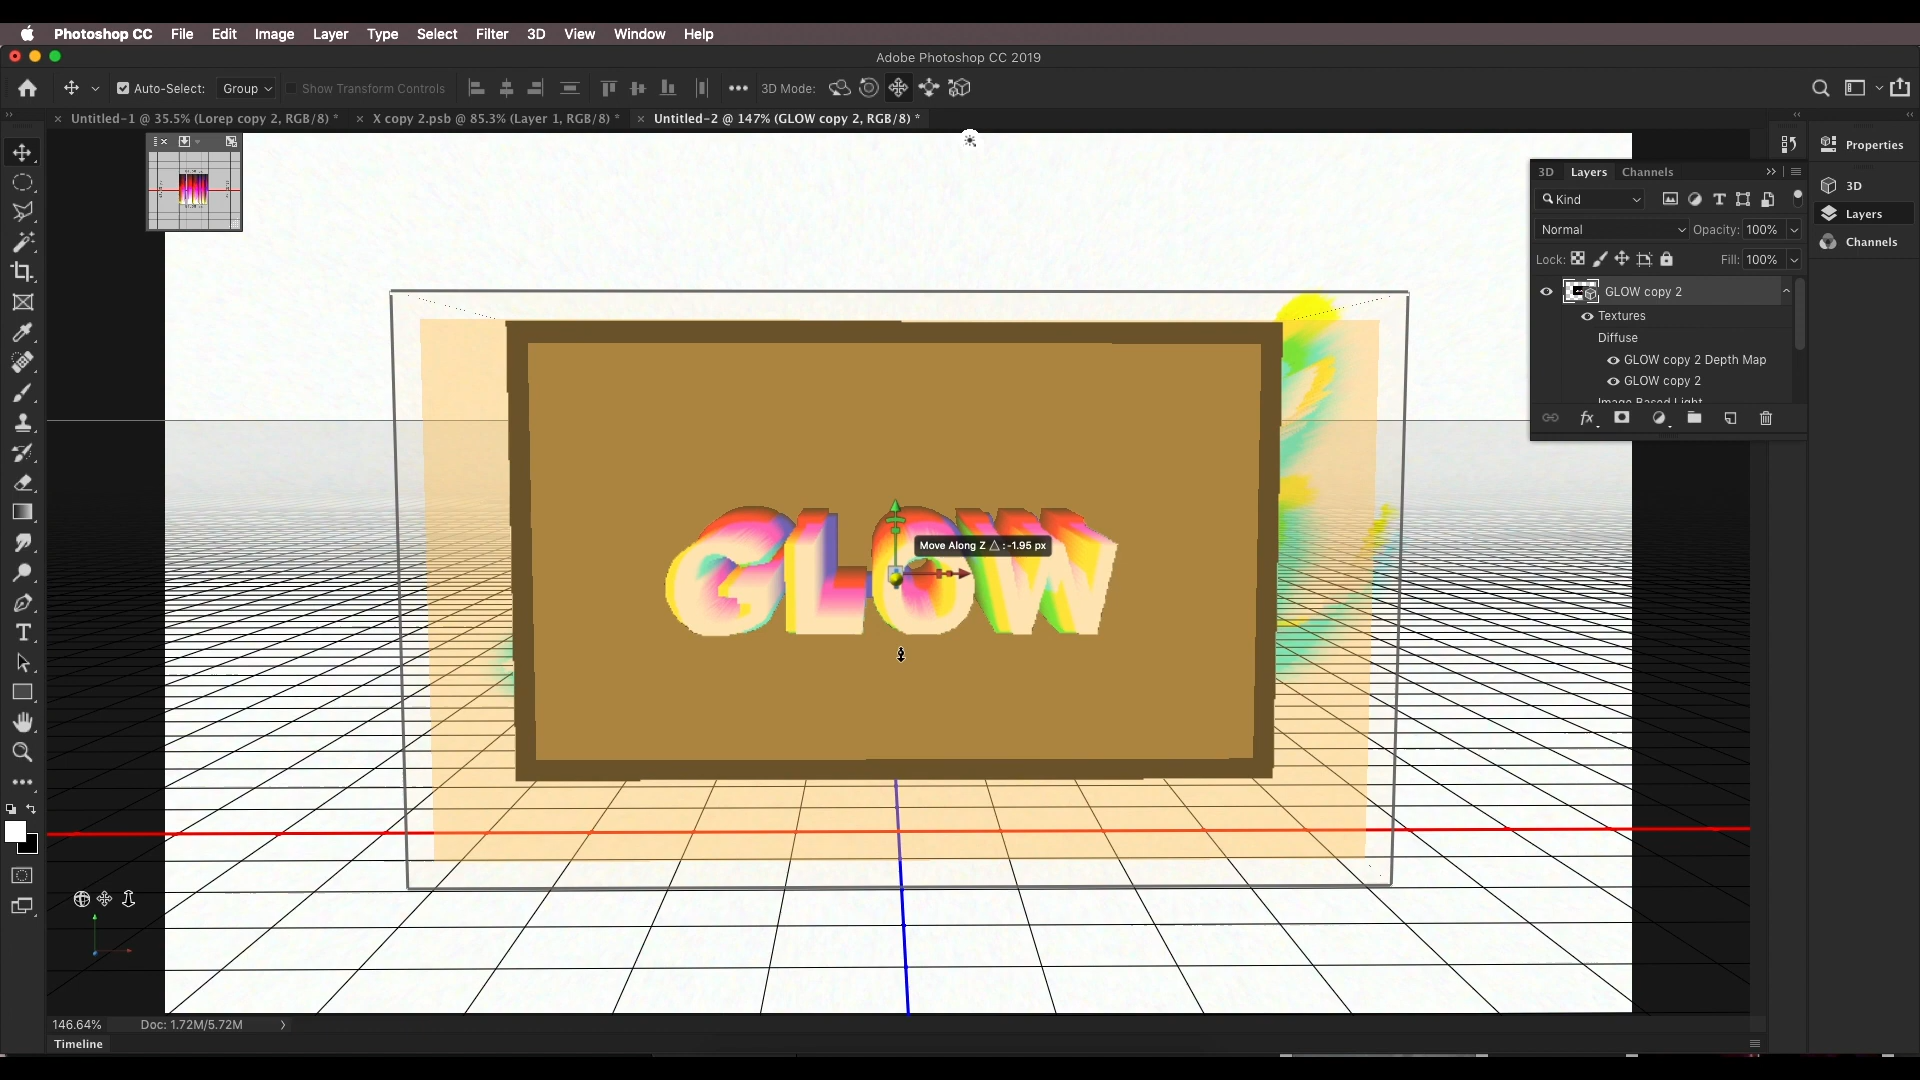 Photoshop CC File Edit Image Layer Type Select Filter 3D View Window Help
Adobe Photoshop CC 2019
Auto-Select: Group Show Transform Controls 3D Mode:
Untitled-1 @ 35.5% (Lorep copy 2, RGB/8) * X copy 2.psb @ 85.3% (Layer 1, RGB/8) * Untitled-2 @ 147% (GLOW copy 2, RGB/8) *
Properties
3D
Layers
Channels
3D Layers Channels
Kind
Normal Opacity: 100%
Lock: Fill: 100%
GLOW copy 2
Textures
Diffuse
GLOW copy 2 Depth Map
GLOW copy 2
Image Based Light
GLOW
Move Along Z △ : -1.95 px
146.64% Doc: 1.72M/5.72M
Timeline